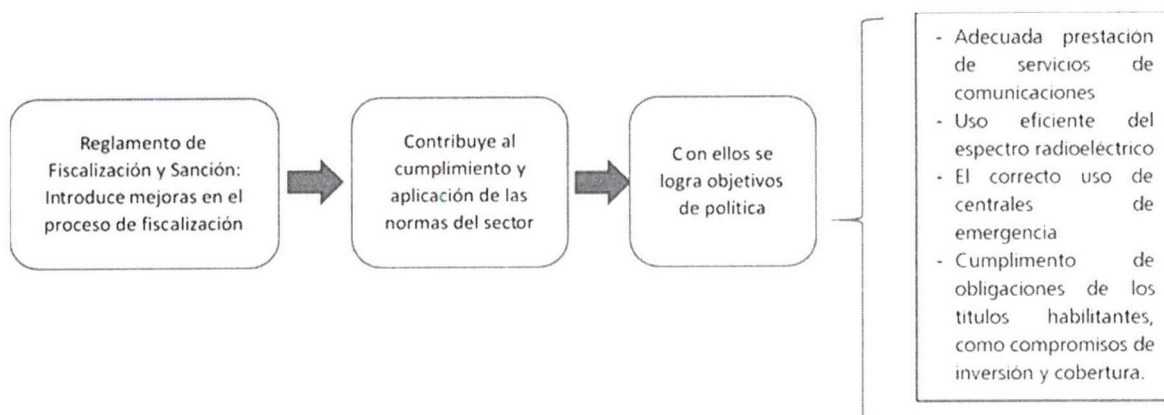 Reglamento de
Fiscalización y Sanción:
Introduce mejoras en el
proceso de fiscalización
Contribuye al
cumplimiento y
aplicación de las
normas del sector
Con ellos se
logra objetivos
de política
- Adecuada prestación
de servicios de
comunicaciones
- Uso eficiente del
espectro radioeléctrico
- El correcto uso de
centrales de
emergencia
- Cumplimento de
obligaciones de los
titulos habilitantes,
como compromisos de
inversión y cobertura.